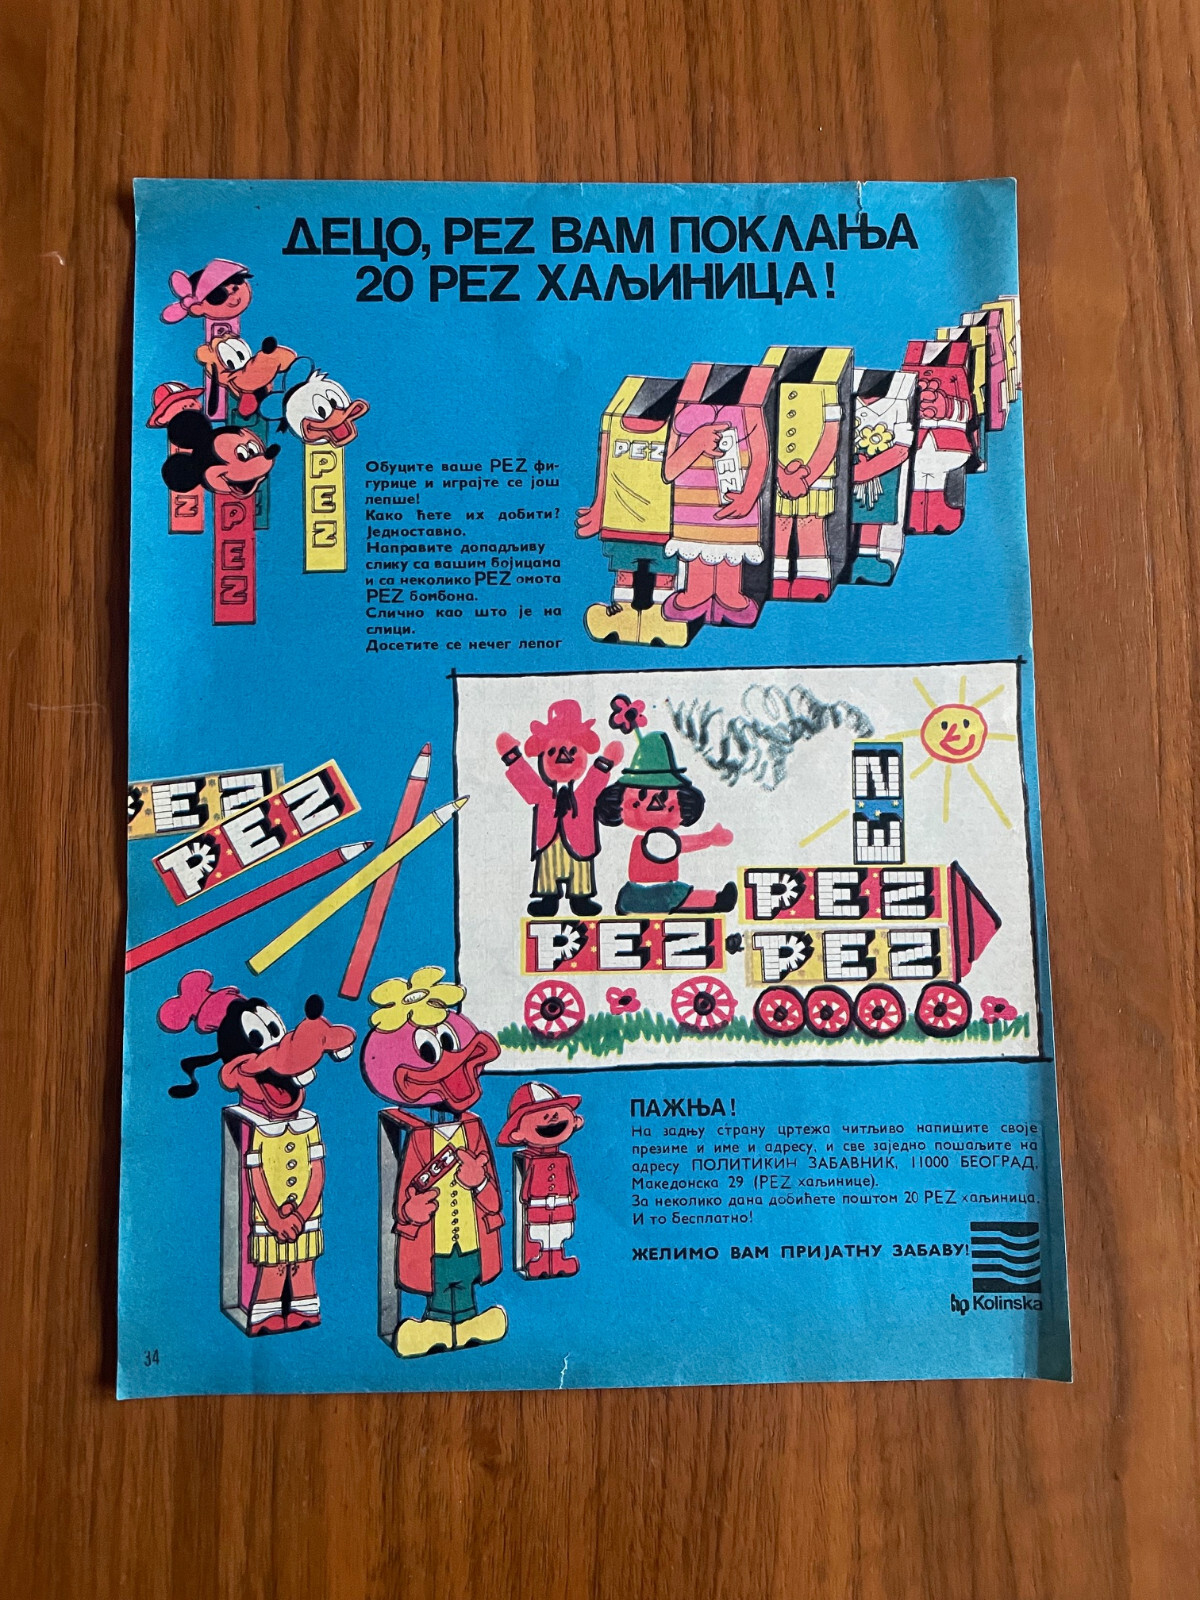 ДЕЦО, PEZ ВАМ ПОКЛАЊА
20 PEZ ХАЉИНИЦА!
PEZ
PEZ
Z
PEZ
PEZ
Обуците ваше PEZ фи-
гурице и играјте се још
лепше!
Како ћете их добити?
Једноставно.
Направите допадљиву
слику са вашим бојицама
и са неколико PEZ омота
PEZ бомбона.
Слично као што је на
слици.
Досетите се нечег лепог
PEZ
PEZ
EZ
PEZ
PEZ
PEZ
PEZ
PEZ
ПАЖЊА!
На задњу страну цртежа читљиво напишите своје
презиме и име и адресу, и све заједно пошаљите на
адресу ПОЛИТИКИН ЗАБАВНИК, 11000 БЕОГРАД,
Македонска 29 (PEZ хаљинице).
За неколико дана добићете поштом 20 PEZ хаљиница.
И то бесплатно!
ЖЕЛИМО ВАМ ПРИЈАТНУ ЗАБАВУ!
hp Kolinska
34